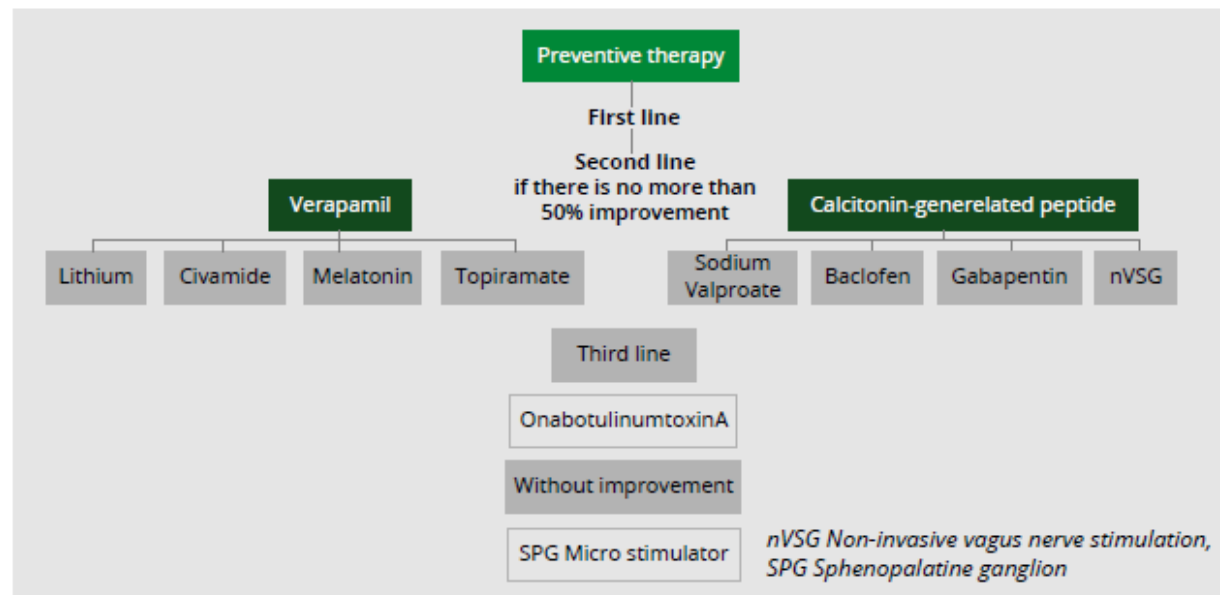 Preventive therapy
First line
Second line
if there is no more than
50% improvement
Verapamil
Calcitonin-generelated peptide
Lithium
Civamide
Melatonin
Topiramate
Sodium
Valproate
Baclofen
Gabapentin
nVSG
Third line
OnabotulinumtoxinA
Without improvement
SPG Micro stimulator
nVSG Non-invasive vagus nerve stimulation,
SPG Sphenopalatine ganglion